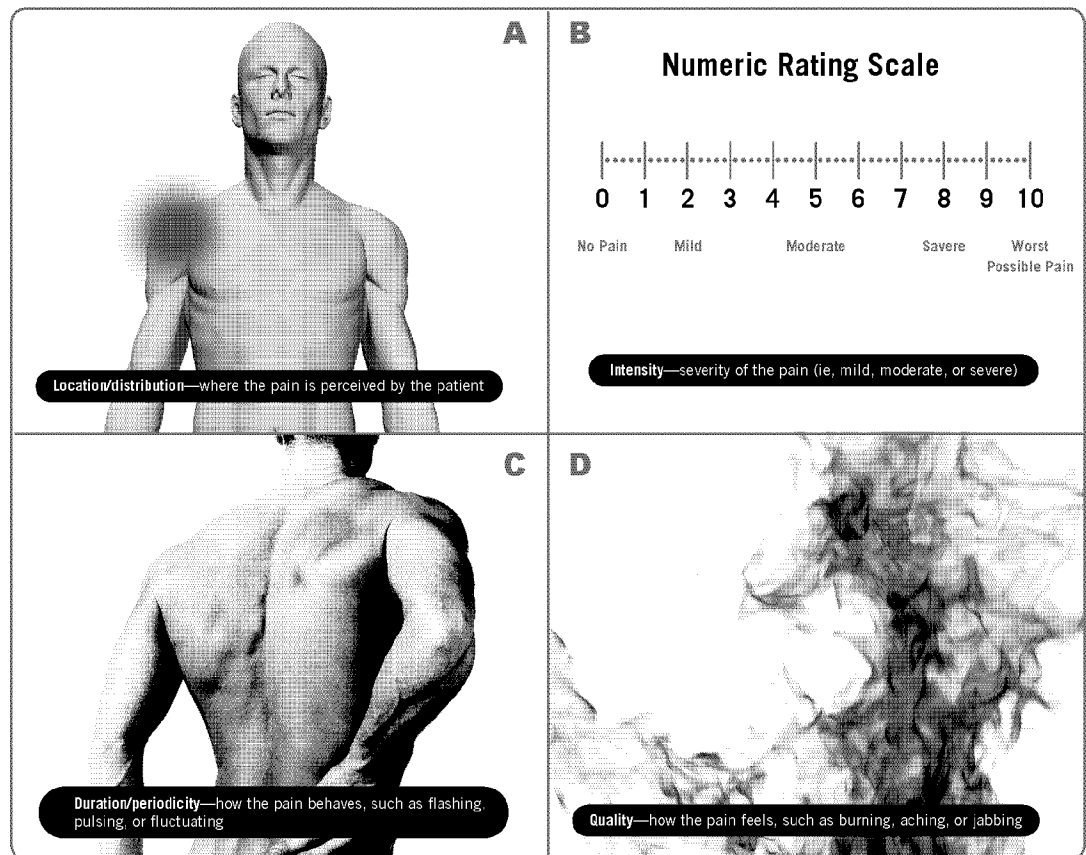 A
Location/distribution—where the pain is perceived by the patient
B
Numeric Rating Scale
0 1 2 3 4 5 6 7 8 9 10
No Pain Mild Moderate Savere Worst
Possible Pain
Intensity—severity of the pain (ie, mild, moderate, or severe)
C
Duration/periodicity—how the pain behaves, such as flashing,
pulsing, or fluctuating
D
Quality—how the pain feels, such as burning, aching, or jabbing